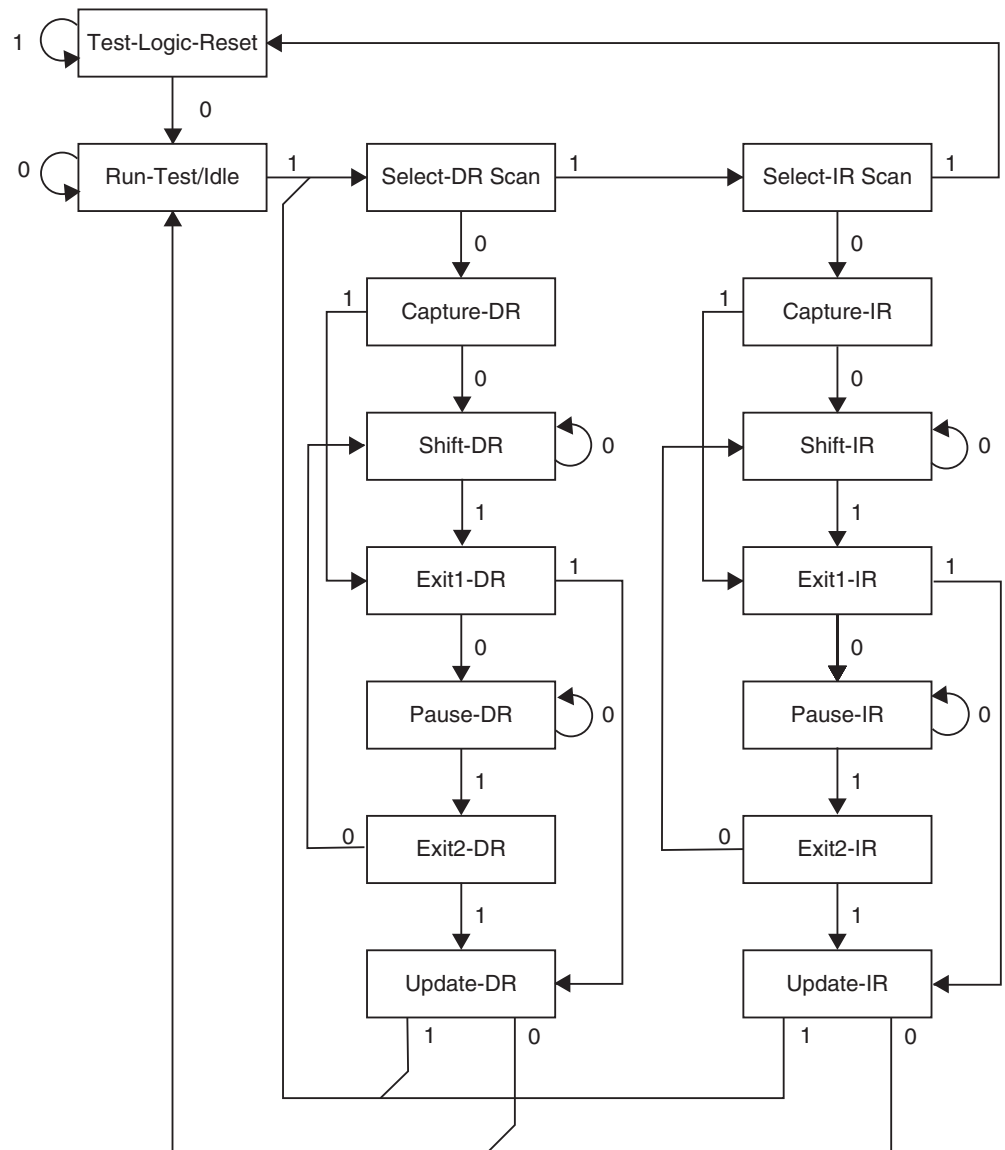 1
Test-Logic-Reset
0
0
Run-Test/Idle
1
Select-DR Scan
1
Select-IR Scan
1
0
0
1
Capture-DR
1
Capture-IR
0
0
Shift-DR
0
Shift-IR
0
1
1
Exit1-DR
1
Exit1-IR
1
0
0
Pause-DR
0
Pause-IR
0
1
1
0
Exit2-DR
0
Exit2-IR
1
1
Update-DR
Update-IR
1
0
1
0